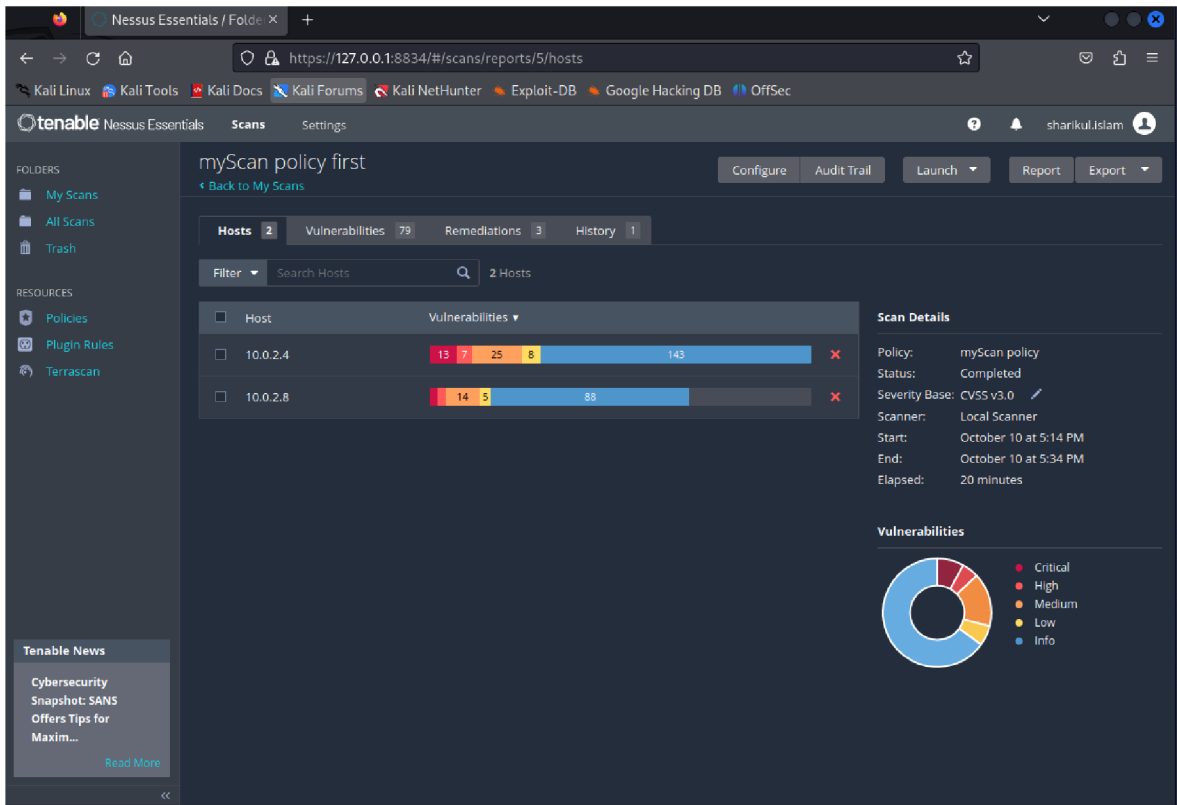 Nessus Essentials / Folde
https://127.0.0.1:8834/#/scans/reports/5/hosts
Kali Linux Kali Tools Kali Docs Kali Forums Kali NetHunter Exploit-DB Google Hacking DB OffSec
tenable Nessus Essentials Scans Settings sharikul.islam
FOLDERS
My Scans
All Scans
Trash
RESOURCES
Policies
Plugin Rules
Terrascan
Tenable News
Cybersecurity
Snapshot: SANS
Offers Tips for
Maxim...
Read More
myScan policy first
Back to My Scans
Configure Audit Trail Launch Report Export
Hosts 2 Vulnerabilities 79 Remediations 3 History 1
Filter Search Hosts 2 Hosts
Host Vulnerabilities
10.0.2.4 13 7 25 8 143
10.0.2.8 14 5 88
Scan Details
Policy: myScan policy
Status: Completed
Severity Base: CVSS v3.0
Scanner: Local Scanner
Start: October 10 at 5:14 PM
End: October 10 at 5:34 PM
Elapsed: 20 minutes
Vulnerabilities
Critical
High
Medium
Low
Info